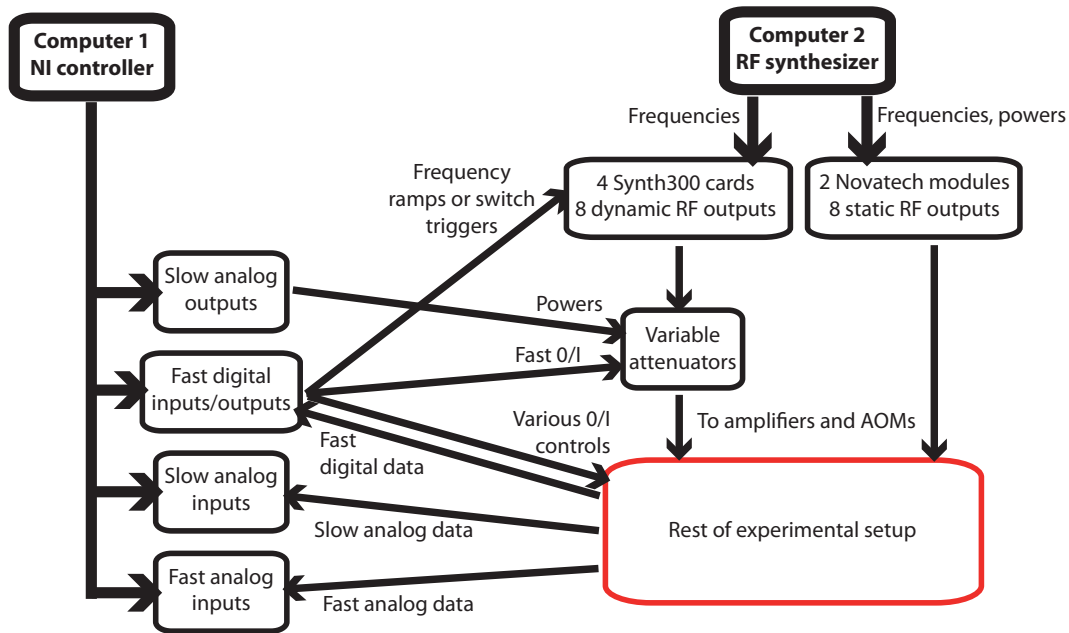 Computer 1
NI controller
Computer 2
RF synthesizer
Frequencies
Frequencies, powers
Frequency
ramps or switch
triggers
4 Synth300 cards
8 dynamic RF outputs
2 Novatech modules
8 static RF outputs
Slow analog
outputs
Powers
Variable
attenuators
Fast 0/I
Fast digital
inputs/outputs
Various 0/I
controls
To amplifiers and AOMs
Fast
digital data
Slow analog
inputs
Slow analog data
Rest of experimental setup
Fast analog
inputs
Fast analog data